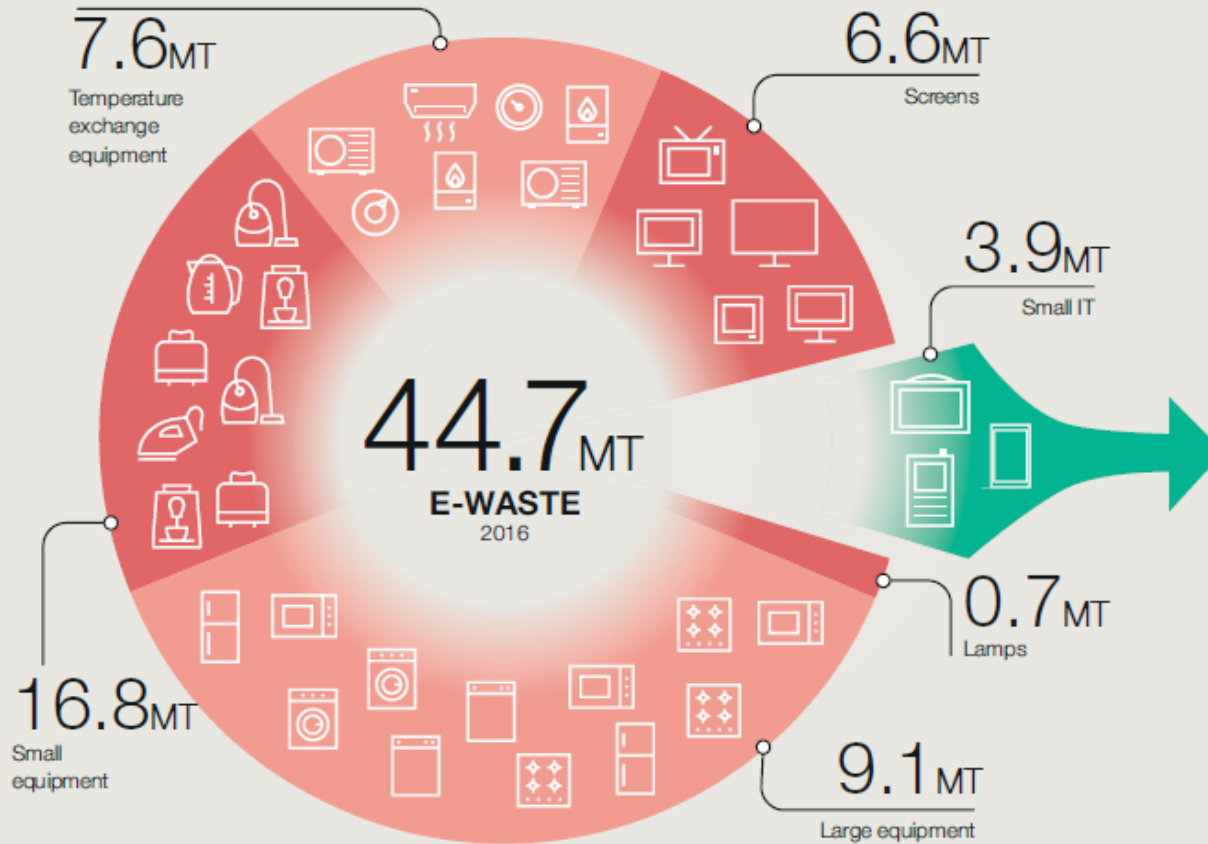 7.6MT
Temperature
exchange
equipment
6.6MT
Screens
3.9MT
Small IT
44.7MT
E-WASTE
2016
0.7MT
Lamps
16.8MT
Small
equipment
9.1MT
Large equipment